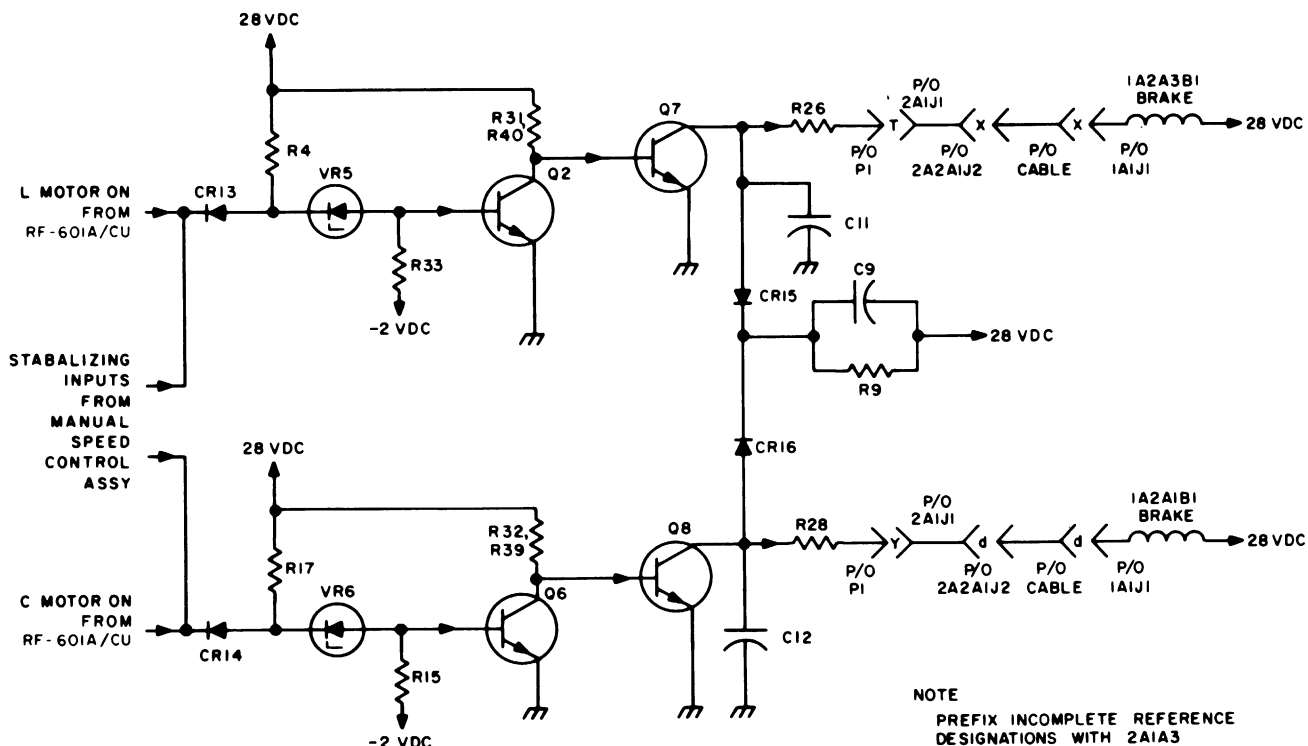 28 VDC
R4
R31,
R40
Q2
Q7
R26
T
P/O
P1
P/O
2A1J1
X
P/O
2A2A1J2
P/O
CABLE
X
P/O
1A1J1
1A2A3B1
BRAKE
28 VDC
L MOTOR ON
FROM
RF-601A/CU
CR13
VR5
R33
-2 VDC
C11
CR15
C9
R9
28 VDC
STABALIZING
INPUTS
FROM
MANUAL
SPEED
CONTROL
ASSY
CR16
28 VDC
R17
R32,
R39
Q6
Q8
R28
Y
P/O
P1
P/O
2A1J1
d
P/O
2A2A1J2
P/O
CABLE
d
P/O
1A1J1
1A2A1B1
BRAKE
28 VDC
C MOTOR ON
FROM
RF-601A/CU
CR14
VR6
R15
-2 VDC
C12
NOTE
PREFIX INCOMPLETE REFERENCE
DESIGNATIONS WITH 2A1A3